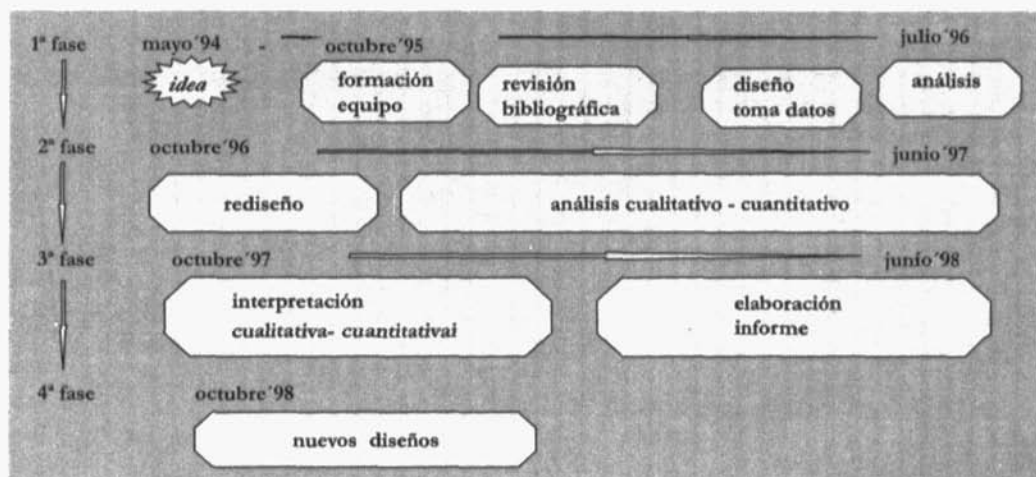 1ª fase mayo´94 - octubre´95 julio´96
idea
formación
equipo
revisión
bibliográfica
diseño
toma datos
análisis
2ª fase octubre´96 junio´97
rediseño
análisis cualitativo - cuantitativo
3ª fase octubre´97 junío´98
interpretación
cualitativa- cuantitativai
elaboración
informe
4ª fase octubre´98
nuevos diseños